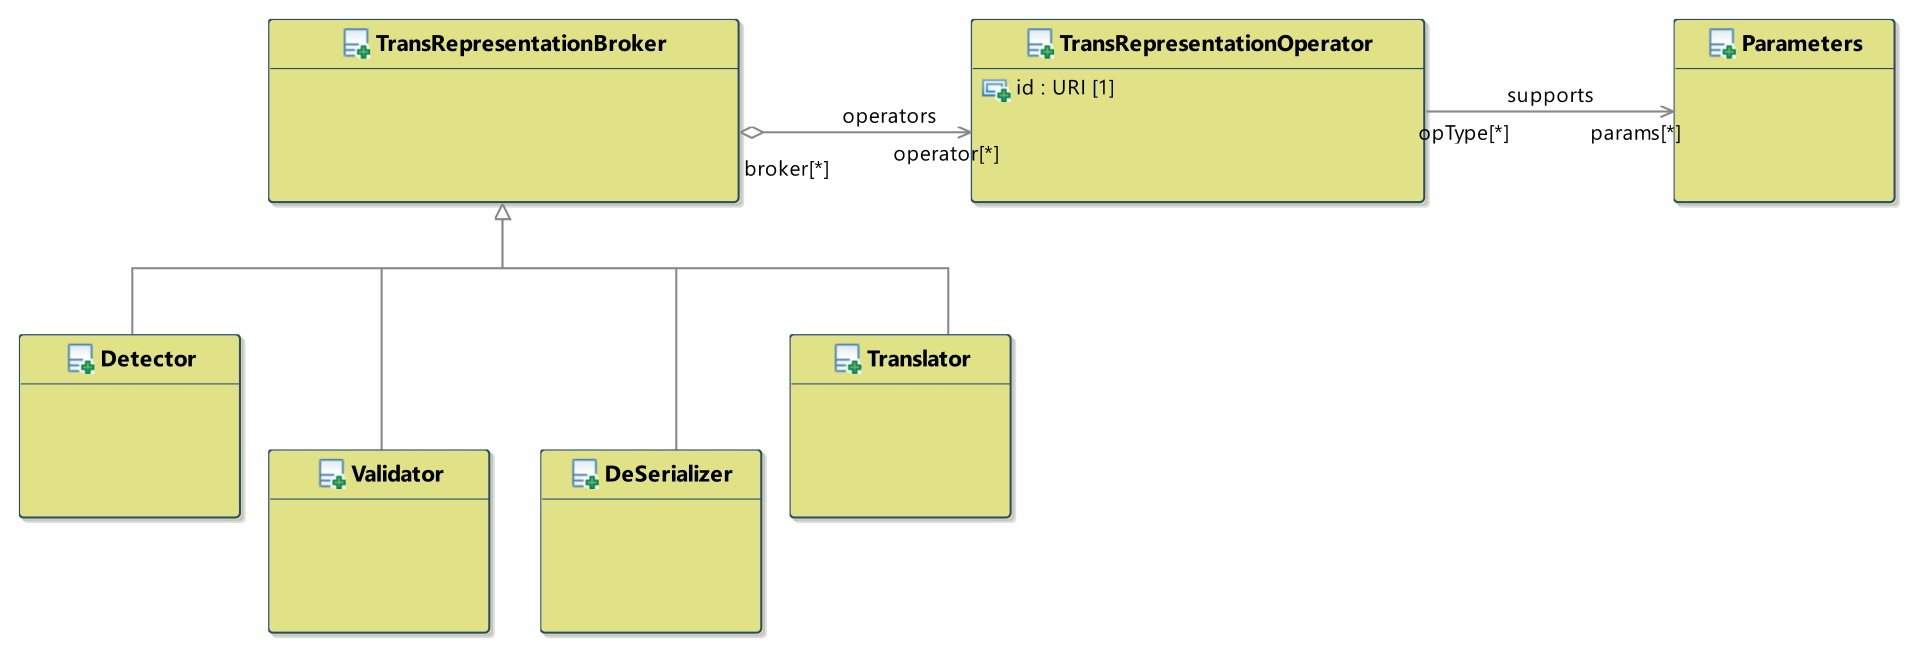 TransRepresentationBroker
TransRepresentationOperator
Parameters
id : URI [1]
operators
supports
operator[*]
broker[*]
opType[*]
params[*]
Detector
Translator
Validator
DeSerializer